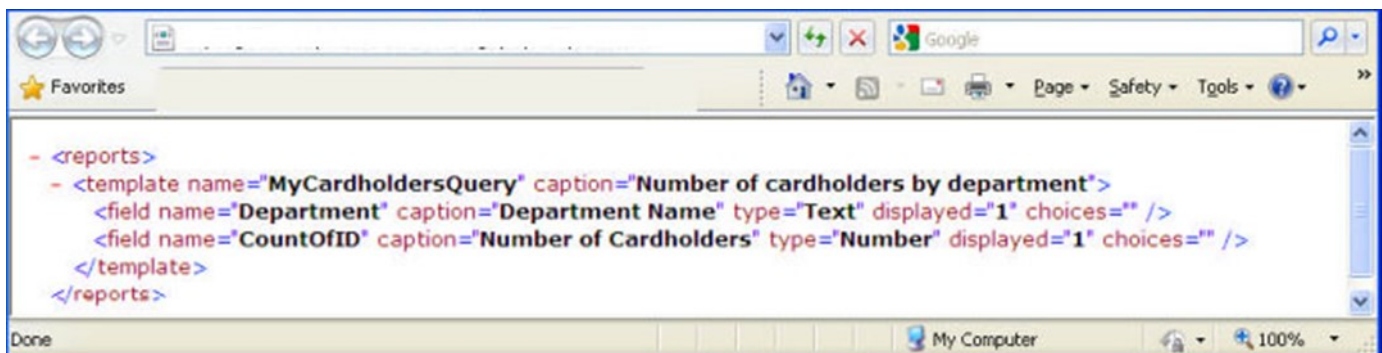 Google
Favorites
Page Safety Tools
- <reports>
- <template name="MyCardholdersQuery" caption="Number of cardholders by department">
<field name="Department" caption="Department Name" type="Text" displayed="1" choices="" />
<field name="CountOfID" caption="Number of Cardholders" type="Number" displayed="1" choices="" />
</template>
</reports>
Done My Computer 100%